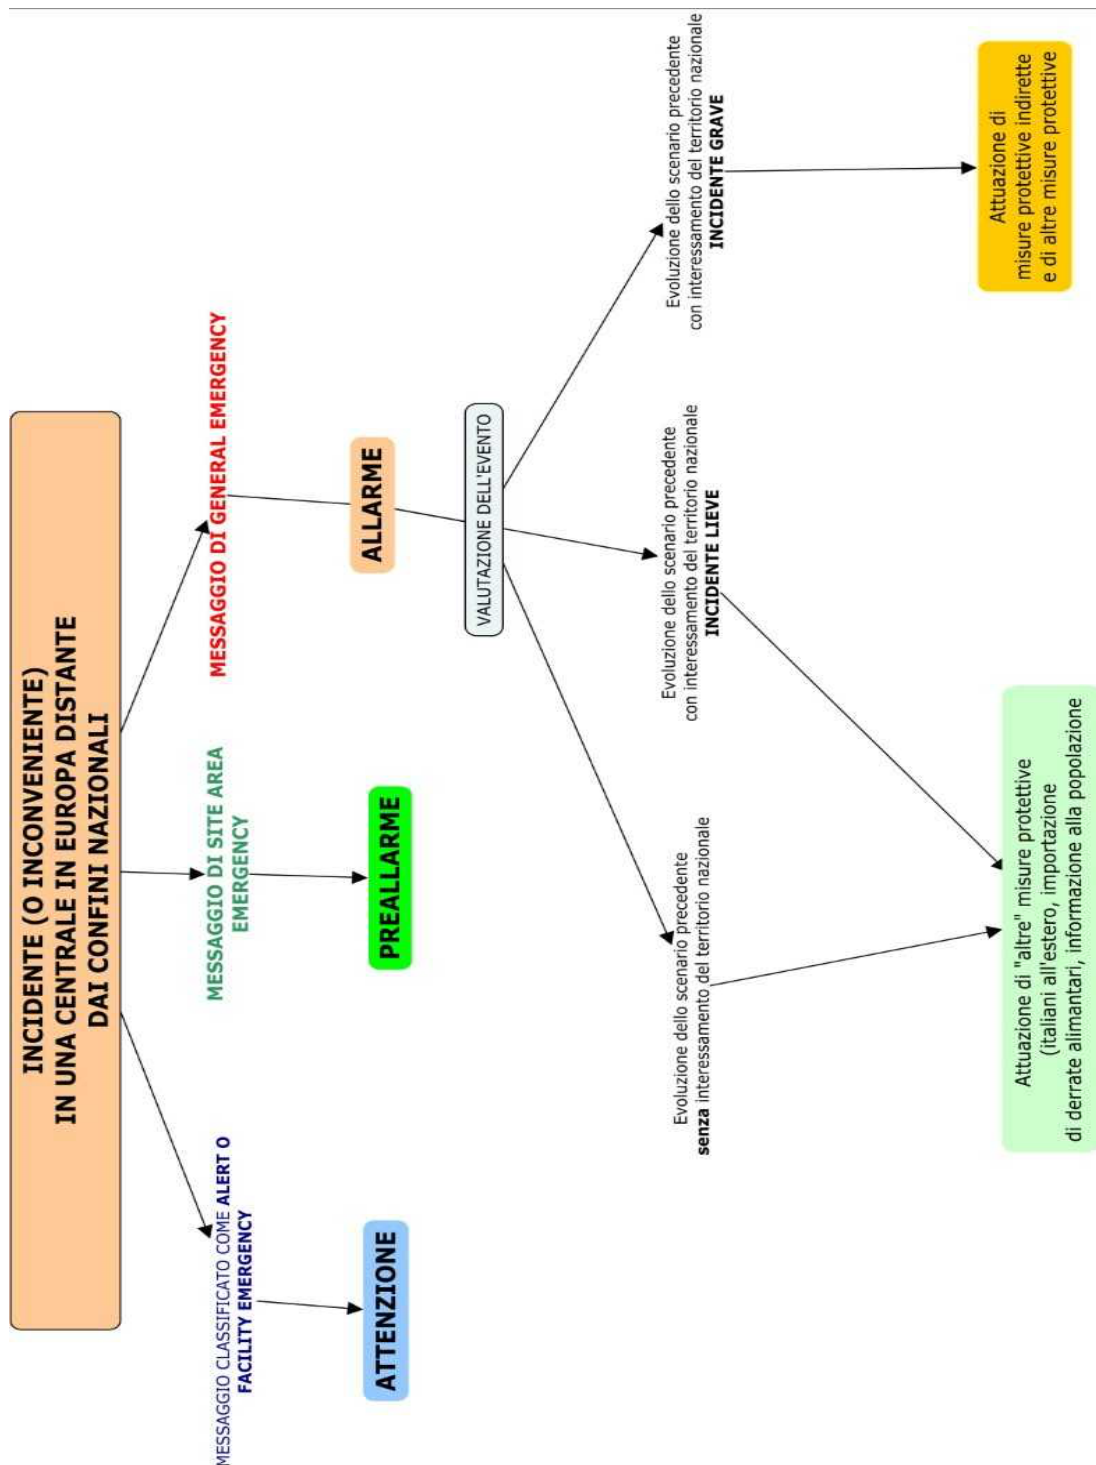 INCIDENTE (O INCONVENIENTE)
IN UNA CENTRALE IN EUROPA DISTANTE
DAI CONFINI NAZIONALI
MESSAGGIO CLASSIFICATO COME ALERT O
FACILITY EMERGENCY
MESSAGGIO DI SITE AREA
EMERGENCY
MESSAGGIO DI GENERAL EMERGENCY
ATTENZIONE
PREALLARME
ALLARME
VALUTAZIONE DELL'EVENTO
Evoluzione dello scenario precedente
senza interessamento del territorio nazionale
Evoluzione dello scenario precedente
con interessamento del territorio nazionale
INCIDENTE LIEVE
Evoluzione dello scenario precedente
con interessamento del territorio nazionale
INCIDENTE GRAVE
Attuazione di "altre" misure protettive
(italiani all'estero, importazione
di derrate alimantari, informazione alla popolazione
Attuazione di
misure protettive indirette
e di altre misure protettive